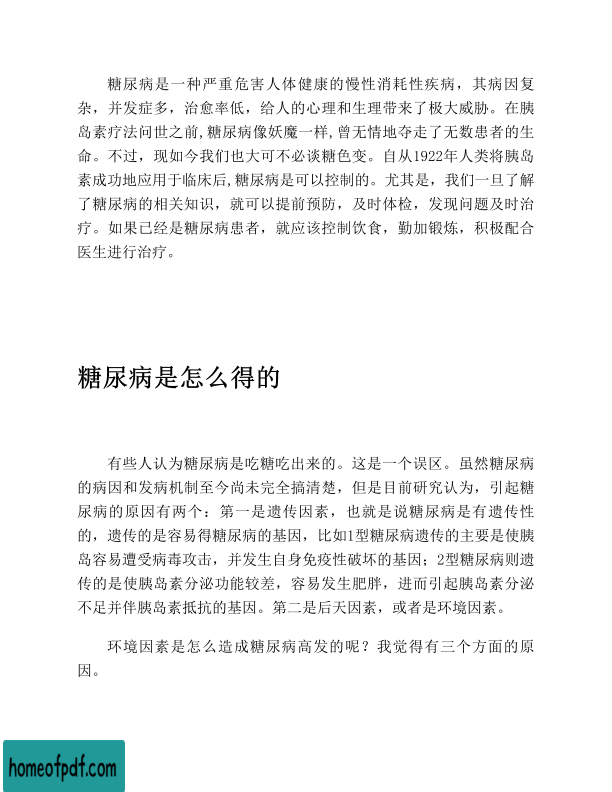 糖尿病是一种严重危害人体健康的慢性消耗性疾病，其病因复
杂，并发症多，治愈率低，给人的心理和生理带来了极大威胁。在胰
岛素疗法问世之前,糖尿病像妖魔一样,曾无情地夺走了无数患者的生
命。不过，现如今我们也大可不必谈糖色变。自从1922年人类将胰岛
素成功地应用于临床后,糖尿病是可以控制的。尤其是，我们一旦了解
了糖尿病的相关知识，就可以提前预防，及时体检，发现问题及时治
疗。如果已经是糖尿病患者，就应该控制饮食，勤加锻炼，积极配合
医生进行治疗。
糖尿病是怎么得的
有些人认为糖尿病是吃糖吃出来的。这是一个误区。虽然糖尿病
的病因和发病机制至今尚未完全搞清楚，但是目前研究认为，引起糖
尿病的原因有两个：第一是遗传因素，也就是说糖尿病是有遗传性
的，遗传的是容易得糖尿病的基因，比如1型糖尿病遗传的主要是使胰
岛容易遭受病毒攻击，并发生自身免疫性破坏的基因；2型糖尿病则遗
传的是使胰岛素分泌功能较差，容易发生肥胖，进而引起胰岛素分泌
不足并伴胰岛素抵抗的基因。第二是后天因素，或者是环境因素。
环境因素是怎么造成糖尿病高发的呢？我觉得有三个方面的原
因。
homeofpdf.com